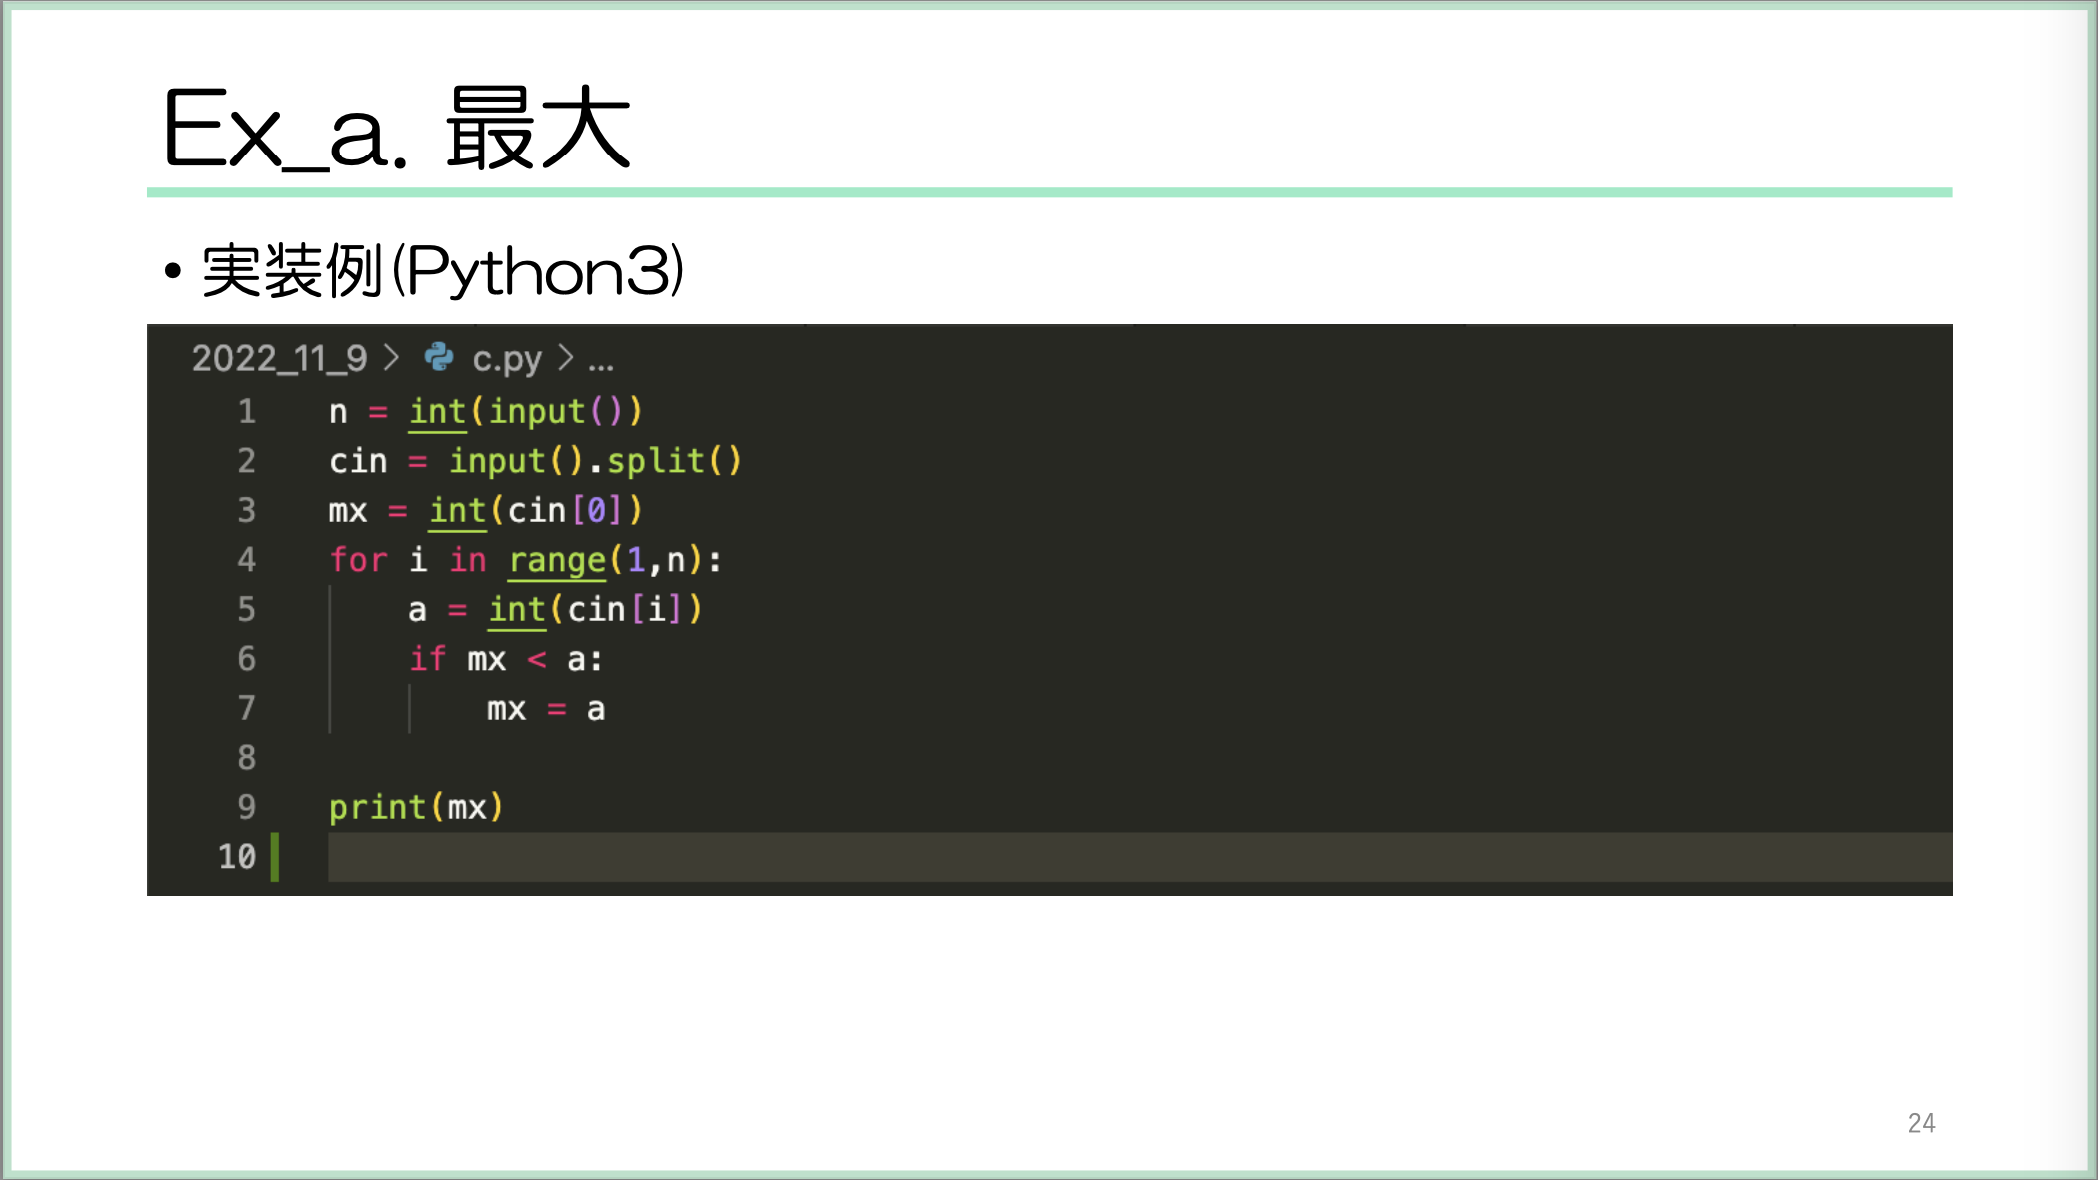 Ex_a. 最大
• 実装例(Python3)
2022_11_9 > c.py > ...
1 n = int(input())
2 cin = input().split()
3 mx = int(cin[0])
4 for i in range(1,n):
5     a = int(cin[i])
6     if mx < a:
7         mx = a
8
9 print(mx)
10
24